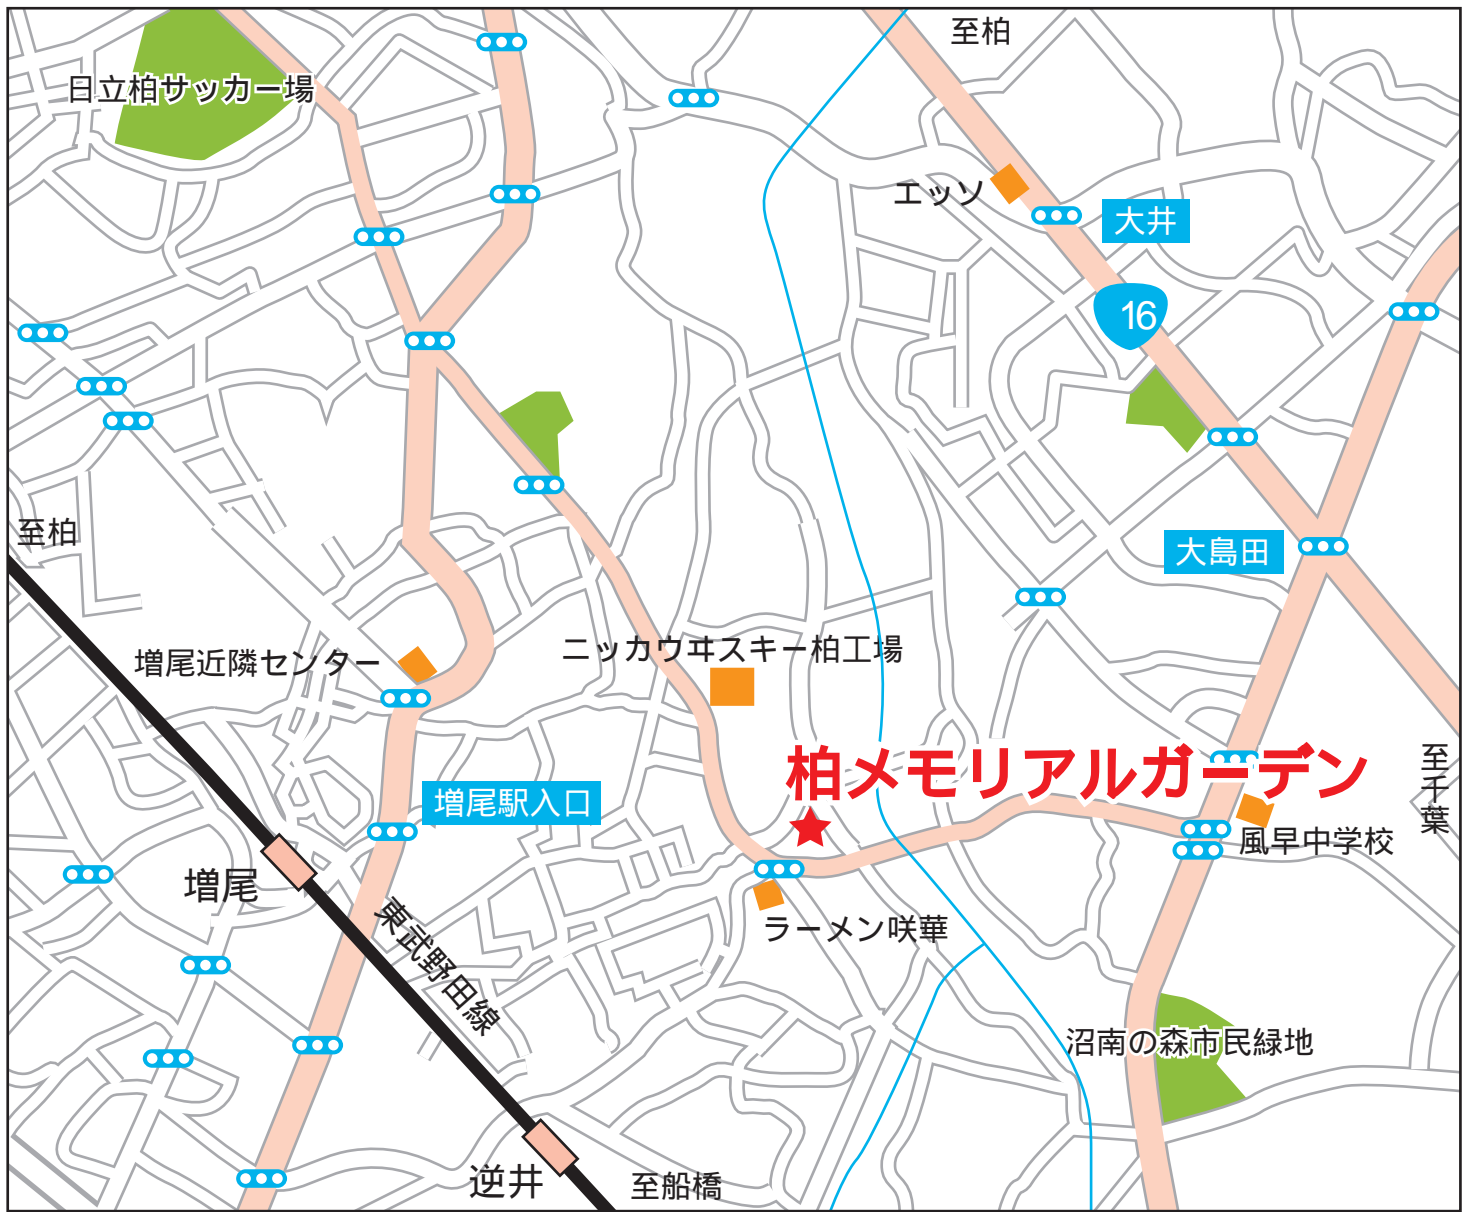 至柏
日立柏サッカー場
エッソ
大井
16
至柏
大島田
増尾近隣センター
ニッカウヰスキー柏工場
柏メモリアルガーデン
至千葉
増尾駅入口
風早中学校
増尾
東武野田線
ラーメン咲華
沼南の森市民緑地
逆井
至船橋